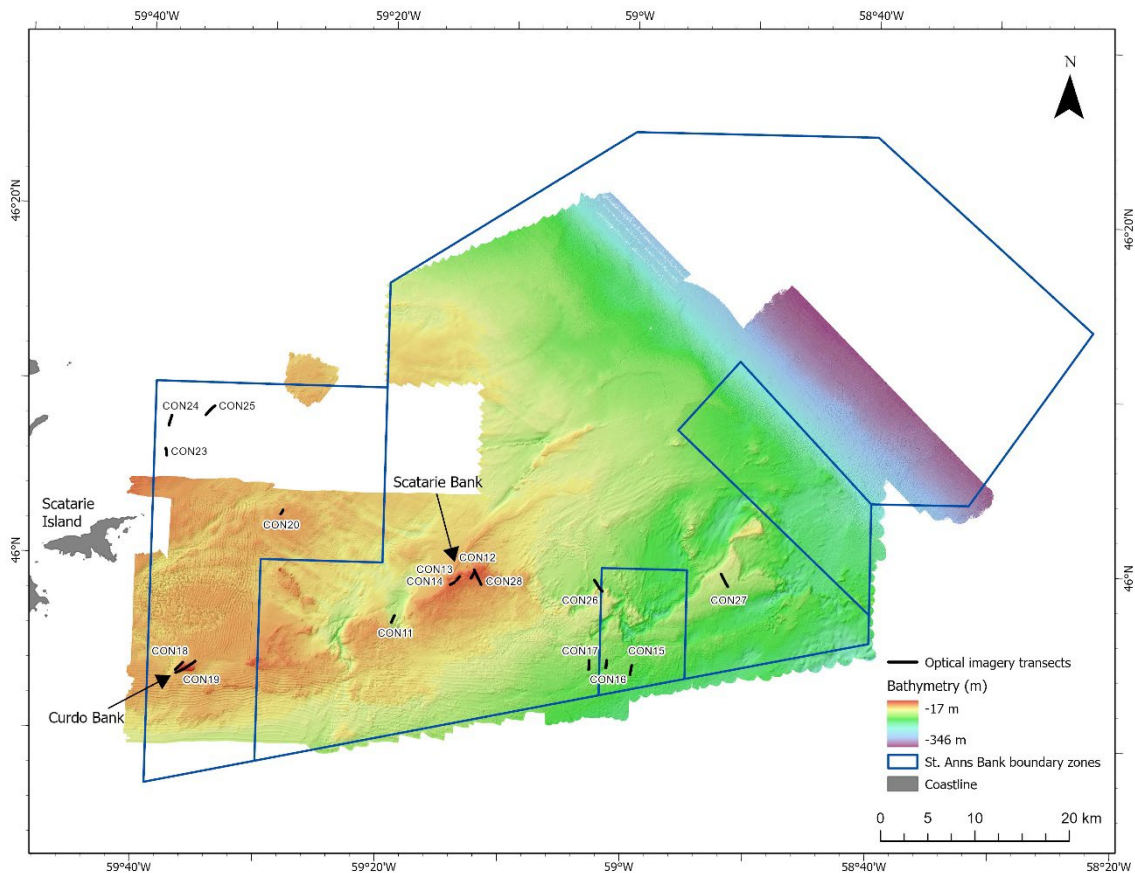 59°40'W 59°20'W 59°W 58°40'W
N
46°20'N
46°20'N
CON24
CON25
CON23
Scatarie Bank
Scatarie
Island
CON20
46°N
46°N
CON12
CON13
CON14
CON28
CON26
CON27
CON11
CON18
CON19
CON17
CON15
CON16
Curdo Bank
Optical imagery transects
Bathymetry (m)
-17 m
-346 m
St. Anns Bank boundary zones
Coastline
0 5 10 20 km
59°40'W 59°20'W 59°W 58°40'W 58°20'W